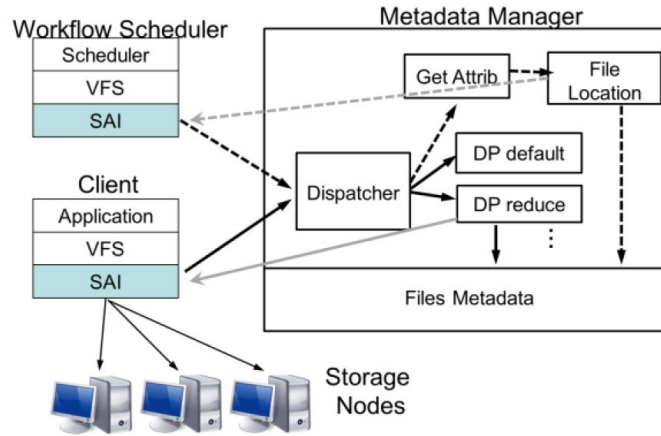 Workflow Scheduler
Scheduler
VFS
SAI
Client
Application
VFS
SAI
Metadata Manager
Get Attrib
File
Location
Dispatcher
DP default
DP reduce
...
Files Metadata
Storage
Nodes